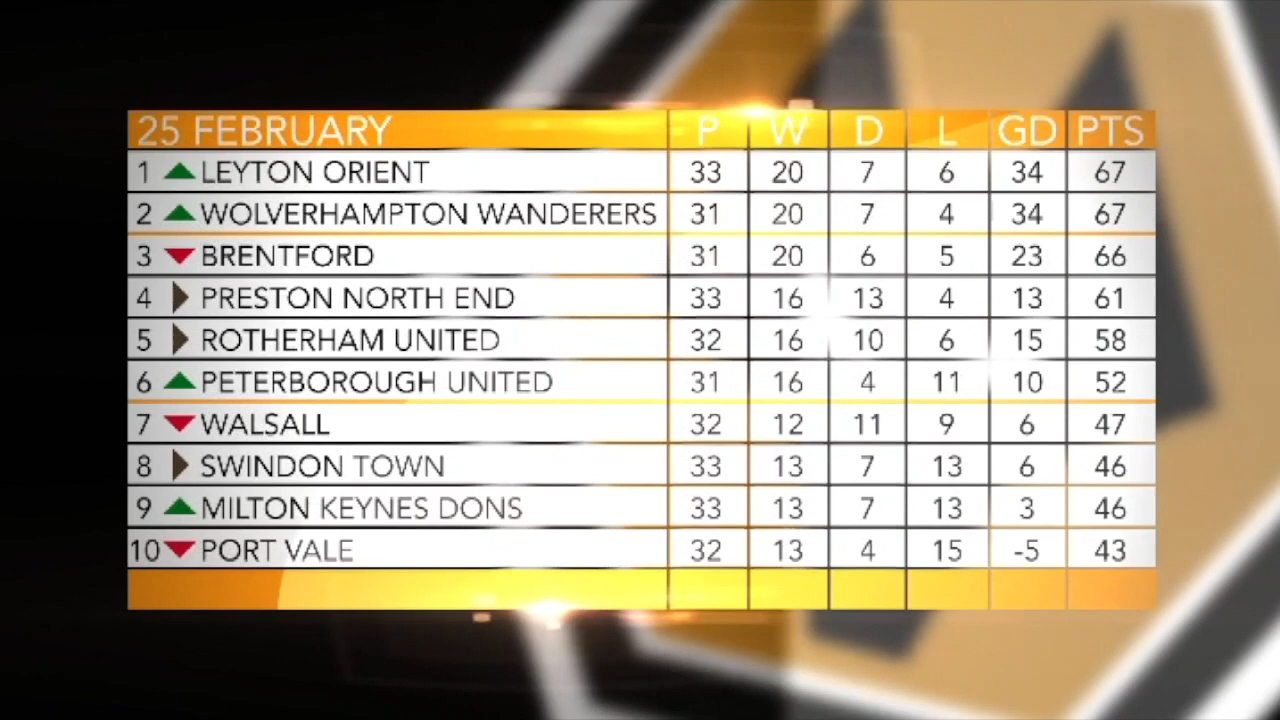 25 FEBRUARY P W D L GD PTS
1 LEYTON ORIENT 33 20 7 6 34 67
2 WOLVERHAMPTON WANDERERS 31 20 7 4 34 67
3 BRENTFORD 31 20 6 5 23 66
4 PRESTON NORTH END 33 16 13 4 13 61
5 ROTHERHAM UNITED 32 16 10 6 15 58
6 PETERBOROUGH UNITED 31 16 4 11 10 52
7 WALSALL 32 12 11 9 6 47
8 SWINDON TOWN 33 13 7 13 6 46
9 MILTON KEYNES DONS 33 13 7 13 3 46
10 PORT VALE 32 13 4 15 -5 43